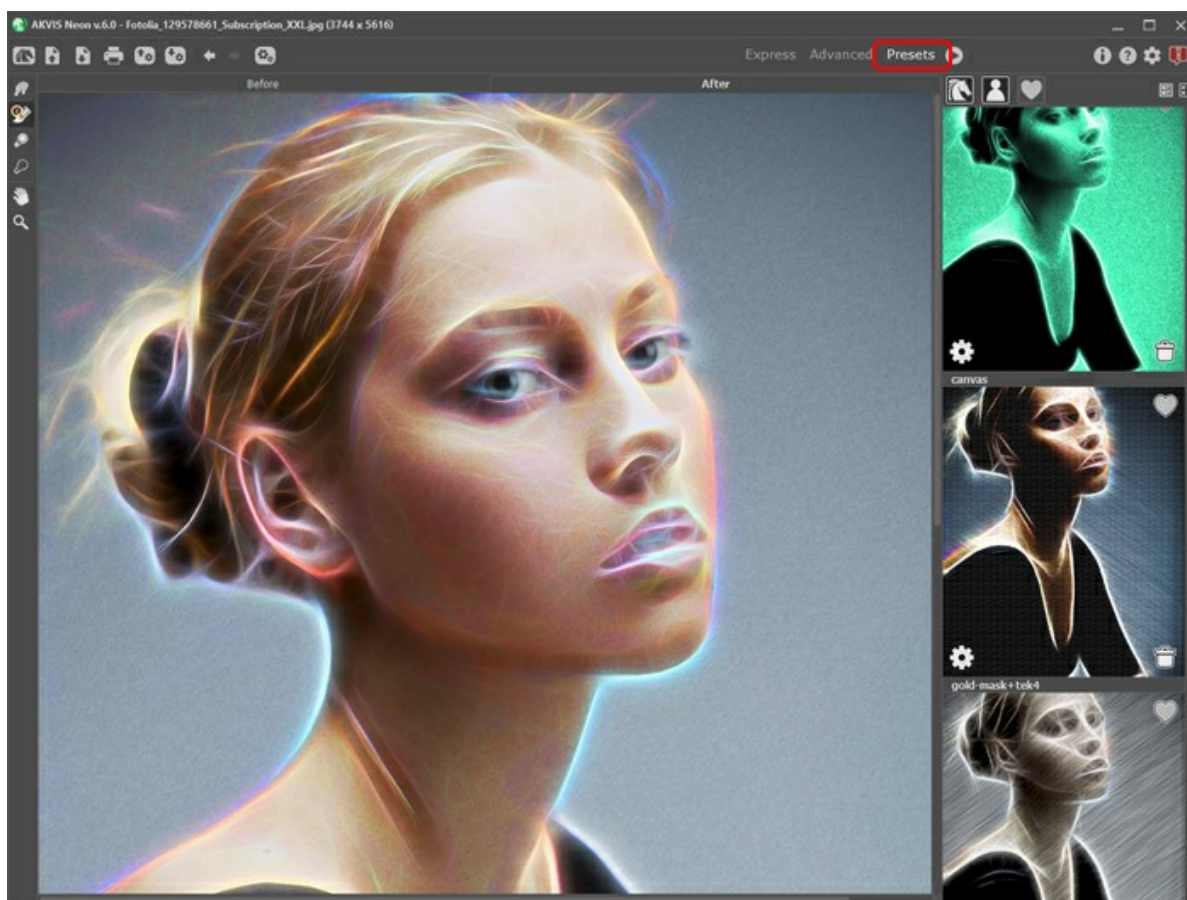 AKVIS Neon v.6.0 - Fotolia_129578661_Subscription_XXL.jpg (3744 x 5616)
Express Advanced Presets
Before After
canvas
gold-mask+tek4